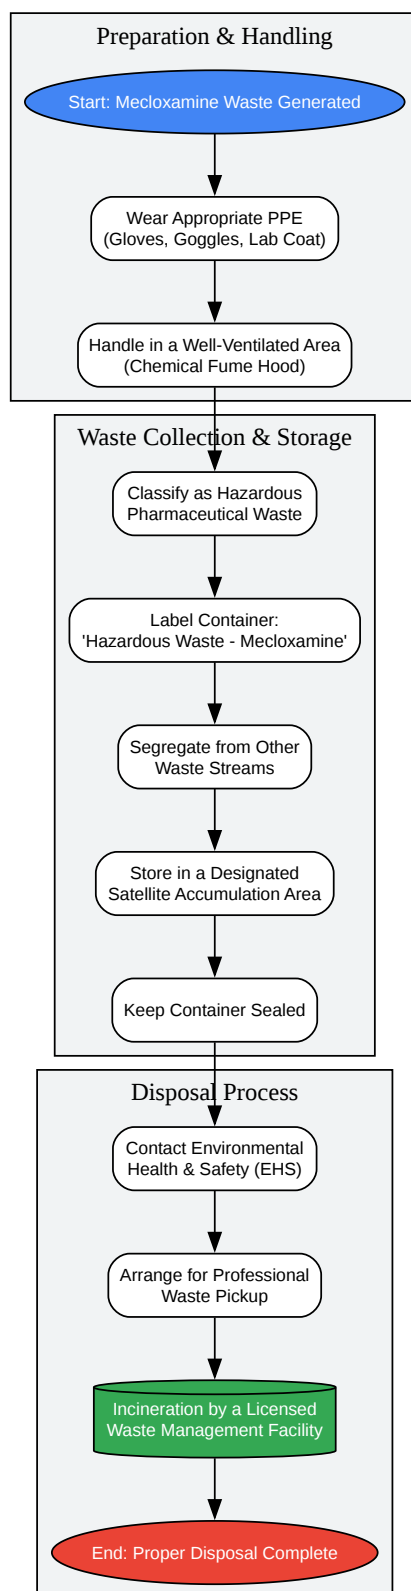 Preparation & Handling
Start: Mecloxamine Waste Generated
Wear Appropriate PPE
(Gloves, Goggles, Lab Coat)
Handle in a Well-Ventilated Area
(Chemical Fume Hood)
Waste Collection & Storage
Classify as Hazardous
Pharmaceutical Waste
Label Container:
'Hazardous Waste - Mecloxamine'
Segregate from Other
Waste Streams
Store in a Designated
Satellite Accumulation Area
Keep Container Sealed
Disposal Process
Contact Environmental
Health & Safety (EHS)
Arrange for Professional
Waste Pickup
Incineration by a Licensed
Waste Management Facility
End: Proper Disposal Complete